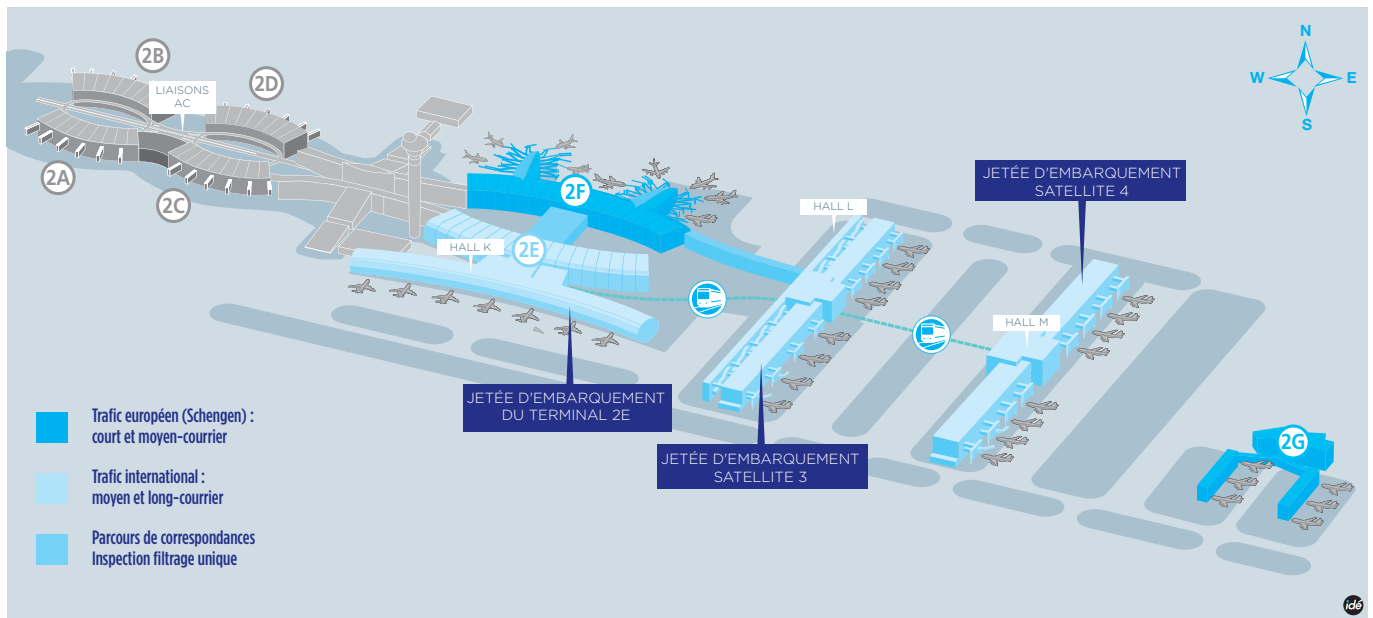 2B
2D
LIAISONS
AC
2A
2C
2F
2E
HALL K
HALL L
HALL M
2G
N
W
E
S
JETÉE D'EMBARQUEMENT
SATELLITE 4
JETÉE D'EMBARQUEMENT
DU TERMINAL 2E
JETÉE D'EMBARQUEMENT
SATELLITE 3
Trafic européen (Schengen) :
court et moyen-courrier
Trafic international :
moyen et long-courrier
Parcours de correspondances
Inspection filtrage unique
idé